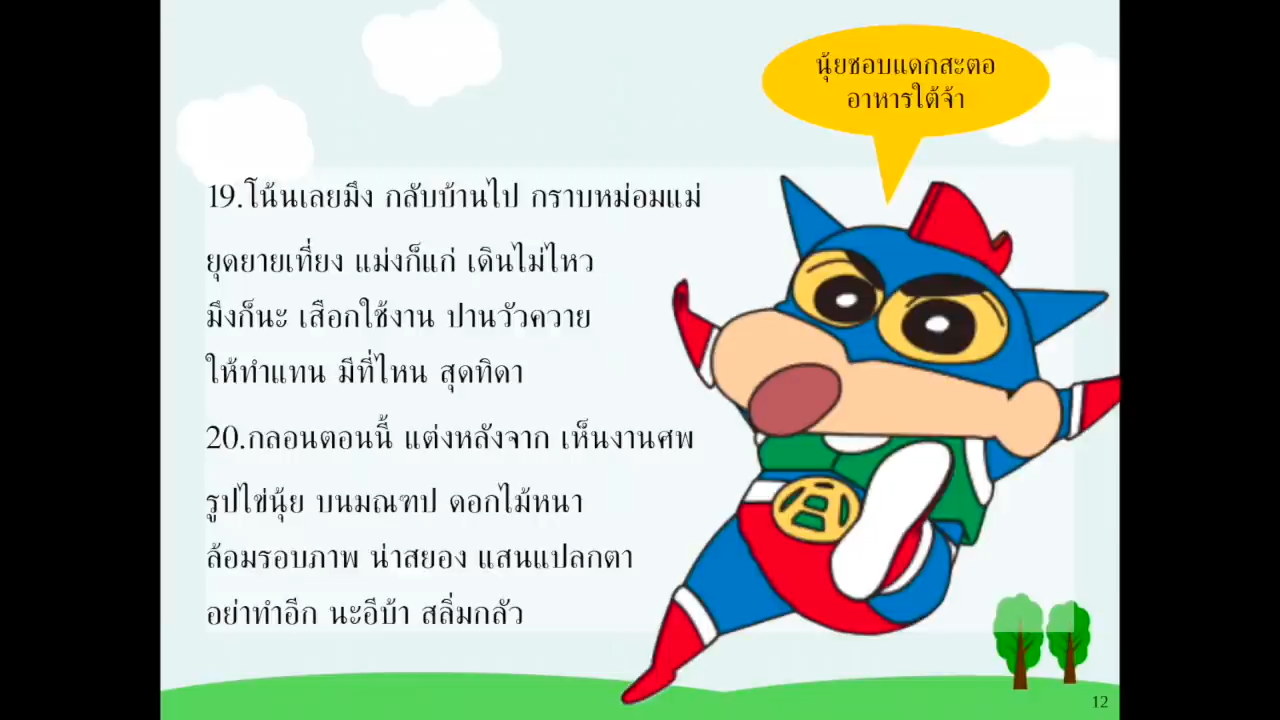 นุ้ยชอบแดกสะตอ
อาหารใต้จ้า
19.โน้นเลยมึง กลับบ้านไป กราบหม่อมแม่
ยุดยายเที่ยง แม่งก็แก่ เดินไม่ไหว
มึงก็นะ เสือกใช้งาน ปานวัวควาย
ให้ทำแทน มีที่ไหน สุดทิดา
20.กลอนตอนนี้ แต่งหลังจาก เห็นงานศพ
รูปไข่นุ้ย บนมณฑป ดอกไม้หนา
ล้อมรอบภาพ น่าสยอง แสนแปลกตา
อย่าทำอีก นะอีบ้า สลิ่มกลัว
12